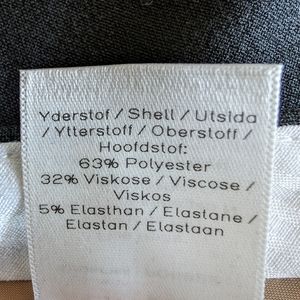 Yderstof / Shell / Utsida
/ Ytterstoff / Oberstoff /
Hoofdstof:
63% Polyester
32% Viskose / Viscose /
Viskos
5% Elasthan / Elastane /
Elastan / Elastaan